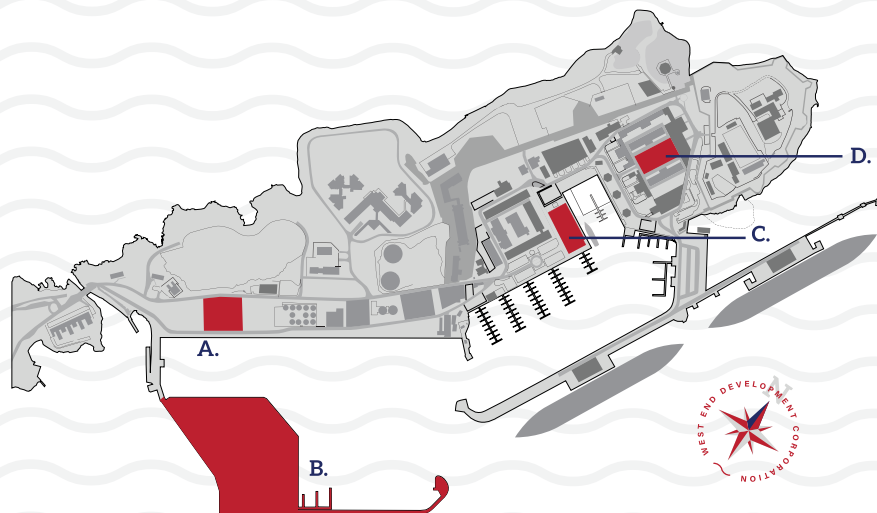 D.
C.
A.
B.
N
WEST END DEVELOPMENT CORPORATION